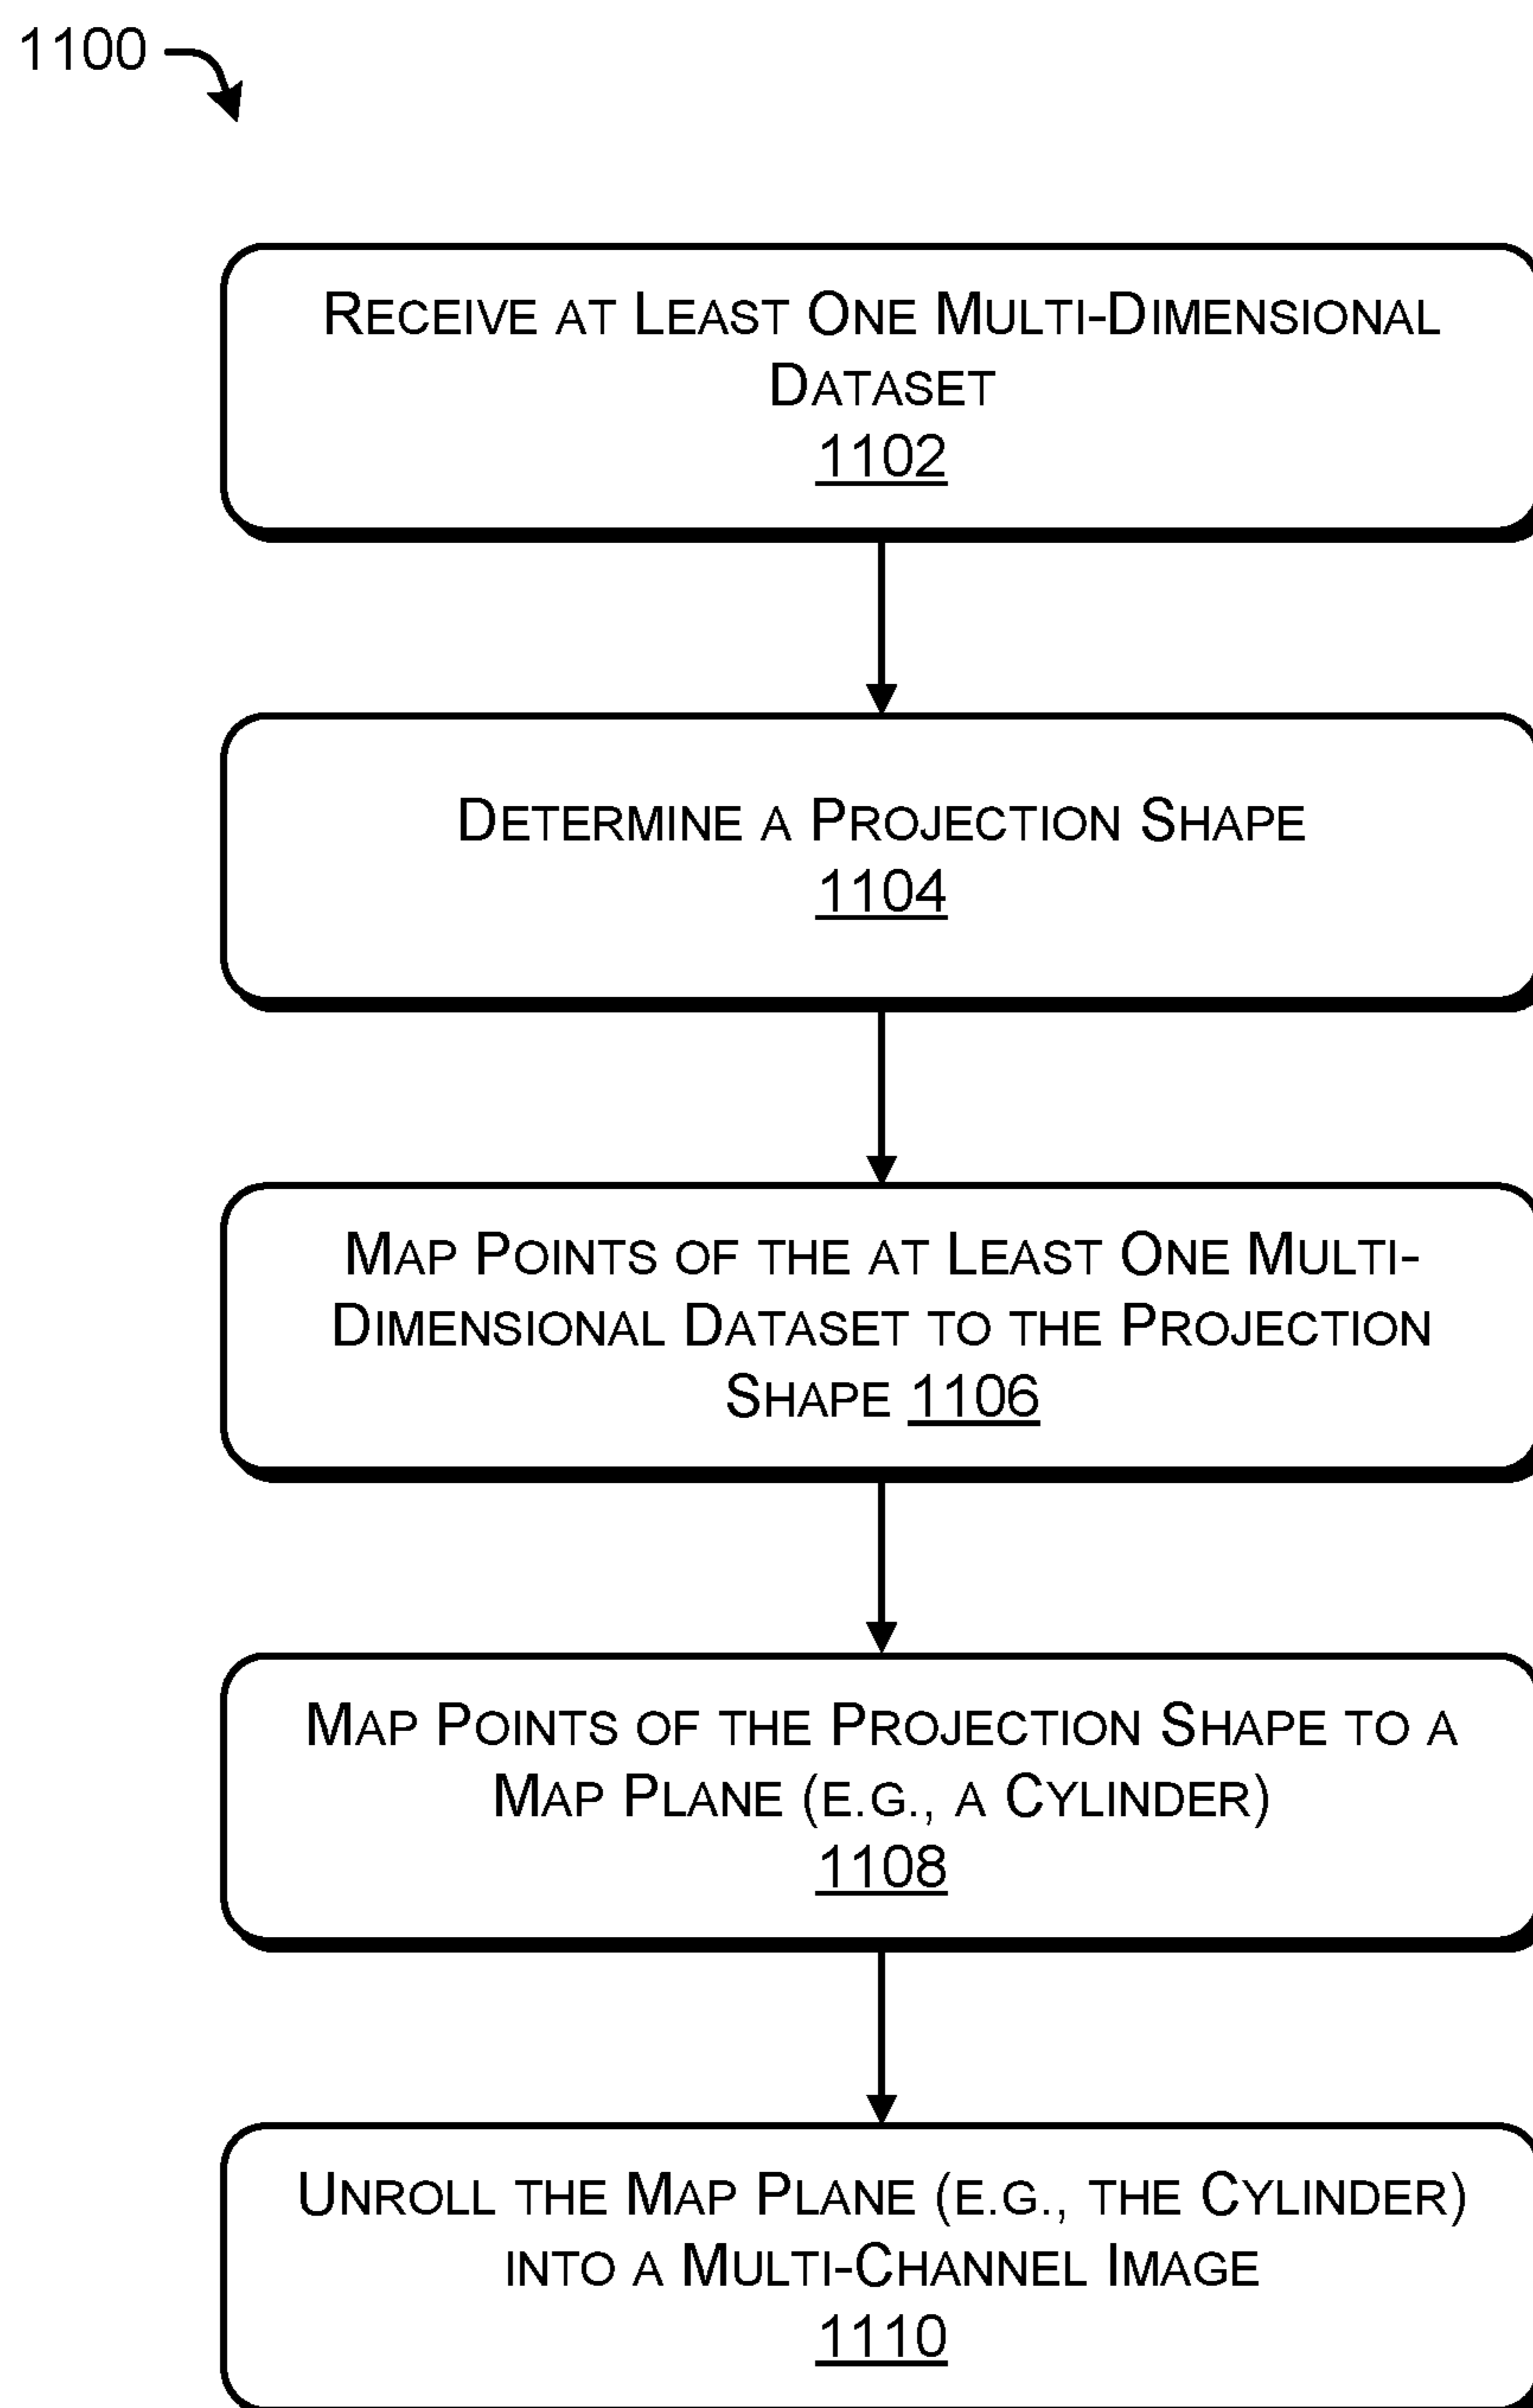 1100
RECEIVE AT LEAST ONE MULTI-DIMENSIONAL
DATASET
1102
DETERMINE A PROJECTION SHAPE
1104
MAP POINTS OF THE AT LEAST ONE MULTI-
DIMENSIONAL DATASET TO THE PROJECTION
SHAPE 1106
MAP POINTS OF THE PROJECTION SHAPE TO A
MAP PLANE (E.G., A CYLINDER)
1108
UNROLL THE MAP PLANE (E.G., THE CYLINDER)
INTO A MULTI-CHANNEL IMAGE
1110